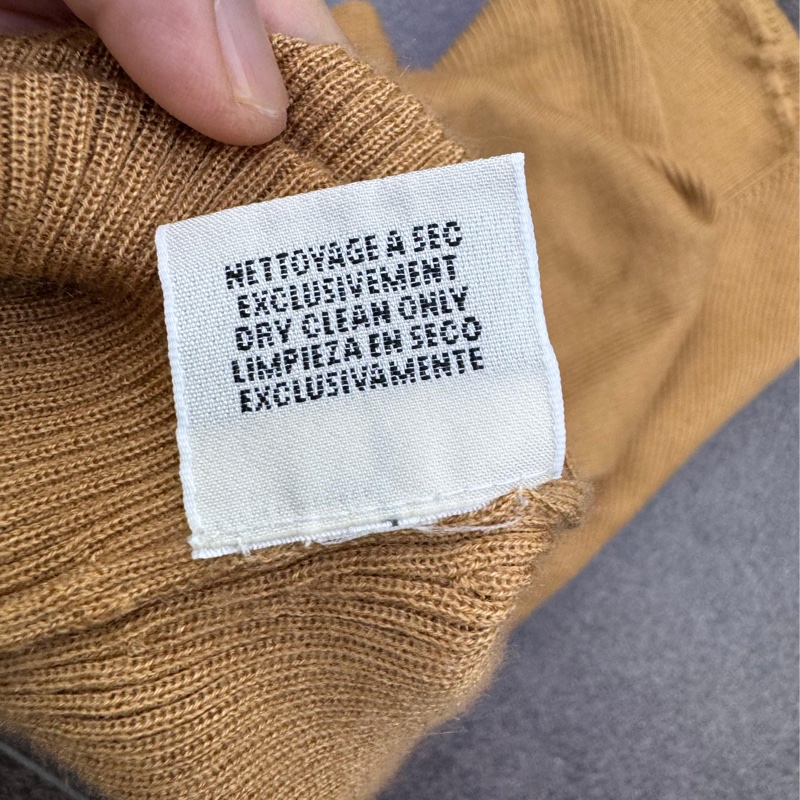 NETTOYAGE A SEC
EXCLUSIVEMENT
DRY CLEAN ONLY
LIMPIEZA EN SECO
EXCLUSIVAMENTE